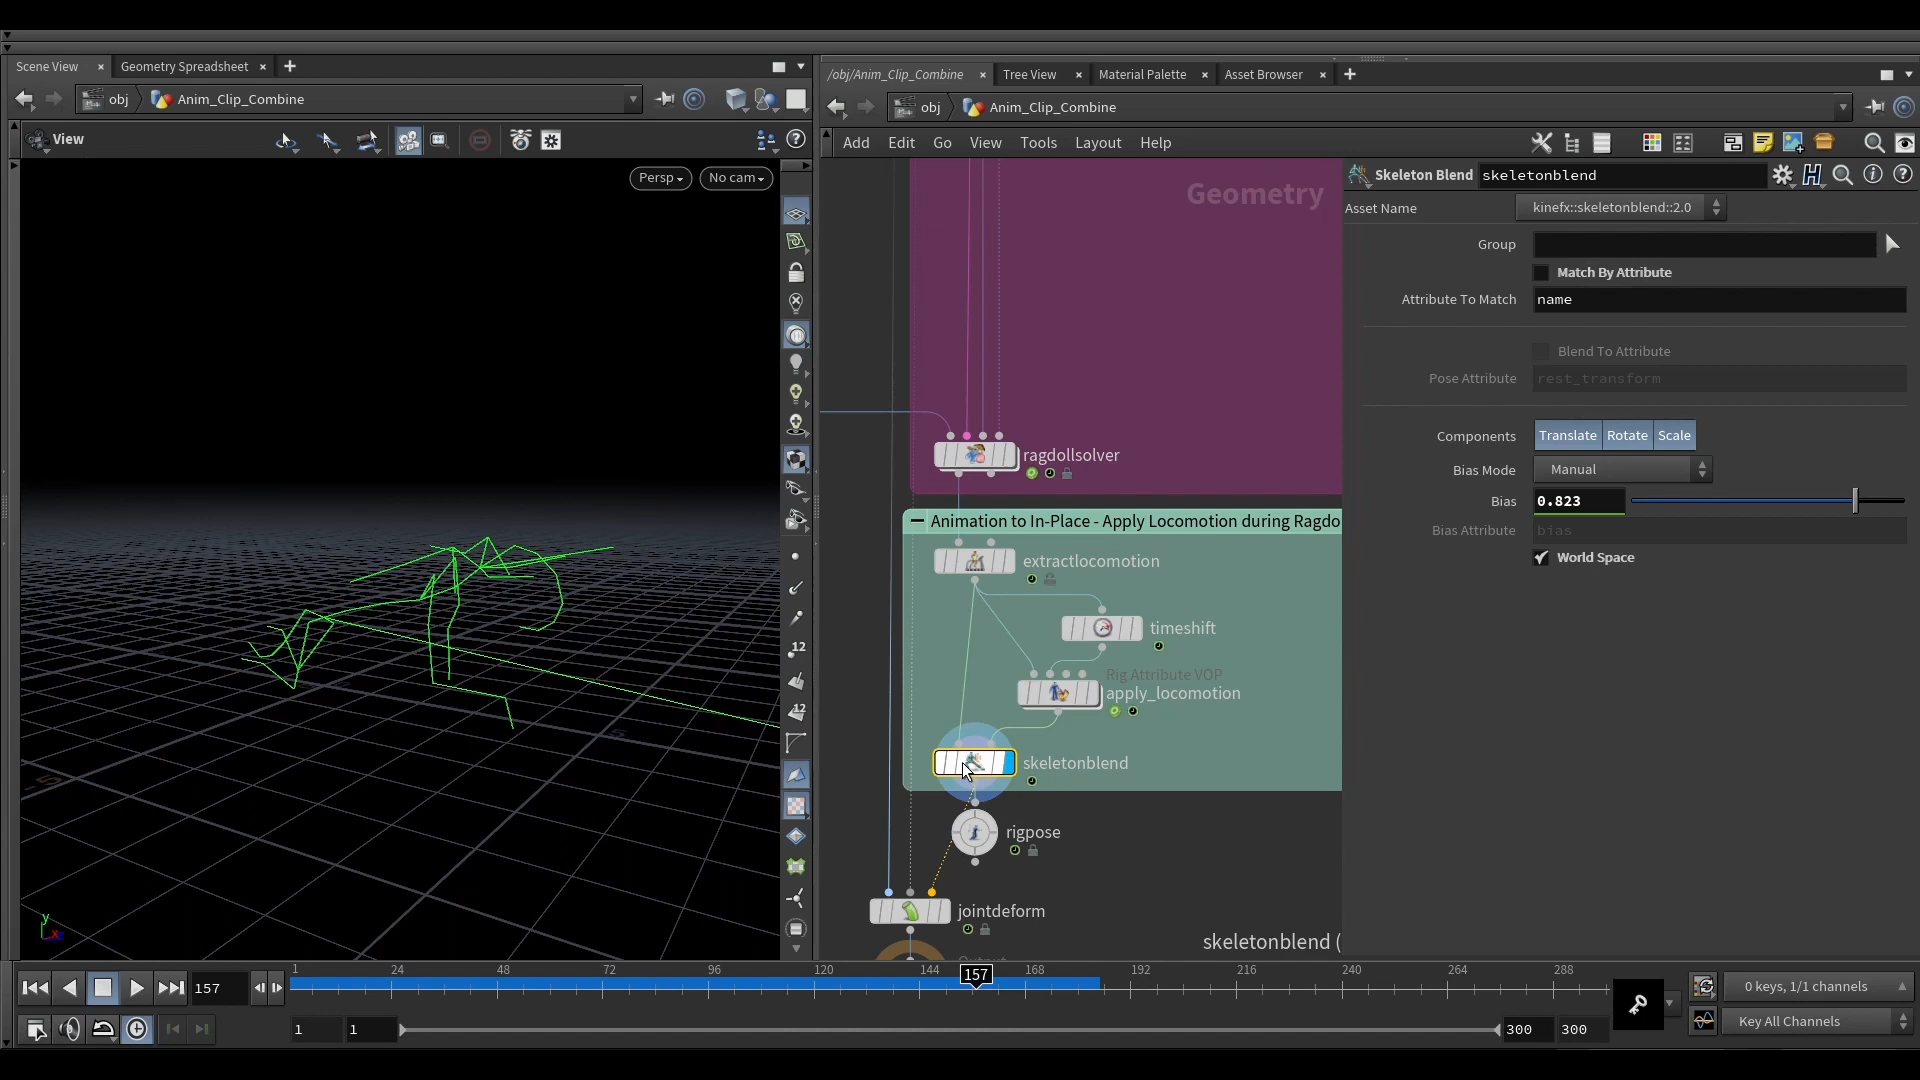 Scene View × Geometry Spreadsheet × +
obj Anim_Clip_Combine
View
Persp No cam
12
12
5
-5
y
x
/obj/Anim_Clip_Combine × Tree View × Material Palette × Asset Browser × +
obj Anim_Clip_Combine
Add Edit Go View Tools Layout Help
Geometry
ragdollsolver
Animation to In-Place - Apply Locomotion during Ragdo
extractlocomotion
timeshift
Rig Attribute VOP
apply_locomotion
skeletonblend
rigpose
jointdeform
Output
skeletonblend (
Skeleton Blend skeletonblend
Asset Name kinefx::skeletonblend::2.0
Group
Match By Attribute
Attribute To Match name
Blend To Attribute
Pose Attribute rest_transform
Components Translate Rotate Scale
Bias Mode Manual
Bias 0.823
Bias Attribute bias
World Space
1 24 48 72 96 120 144 168 192 216 240 264 288
157
157
0 keys, 1/1 channels
1 1 300 300
Key All Channels